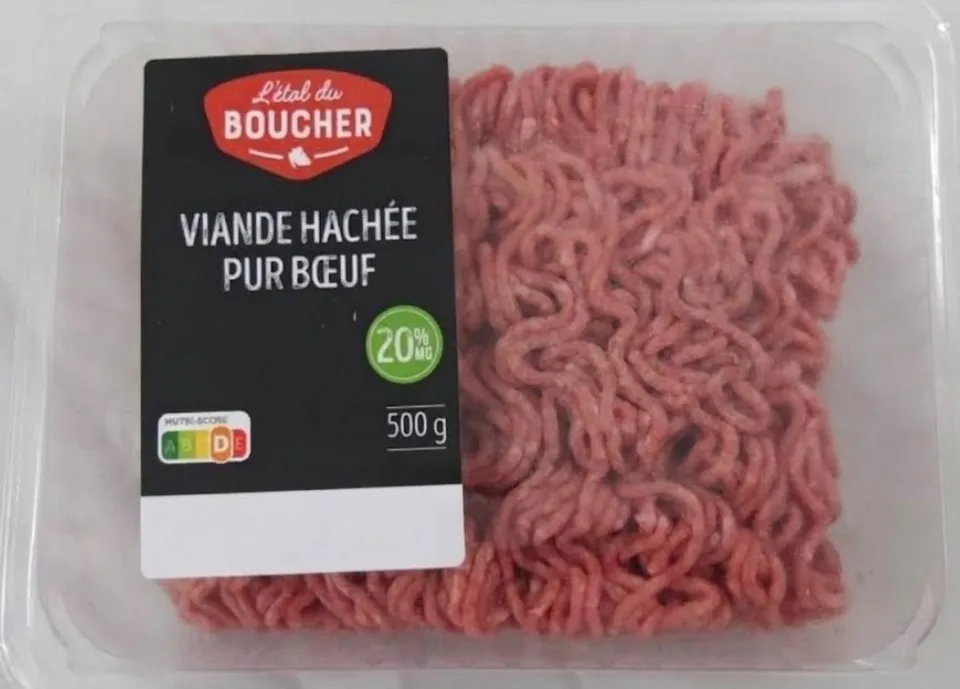 L'étal du
BOUCHER
VIANDE HACHÉE
PUR BŒUF
20% MG
500 g
NUTRI-SCORE
A B C D E